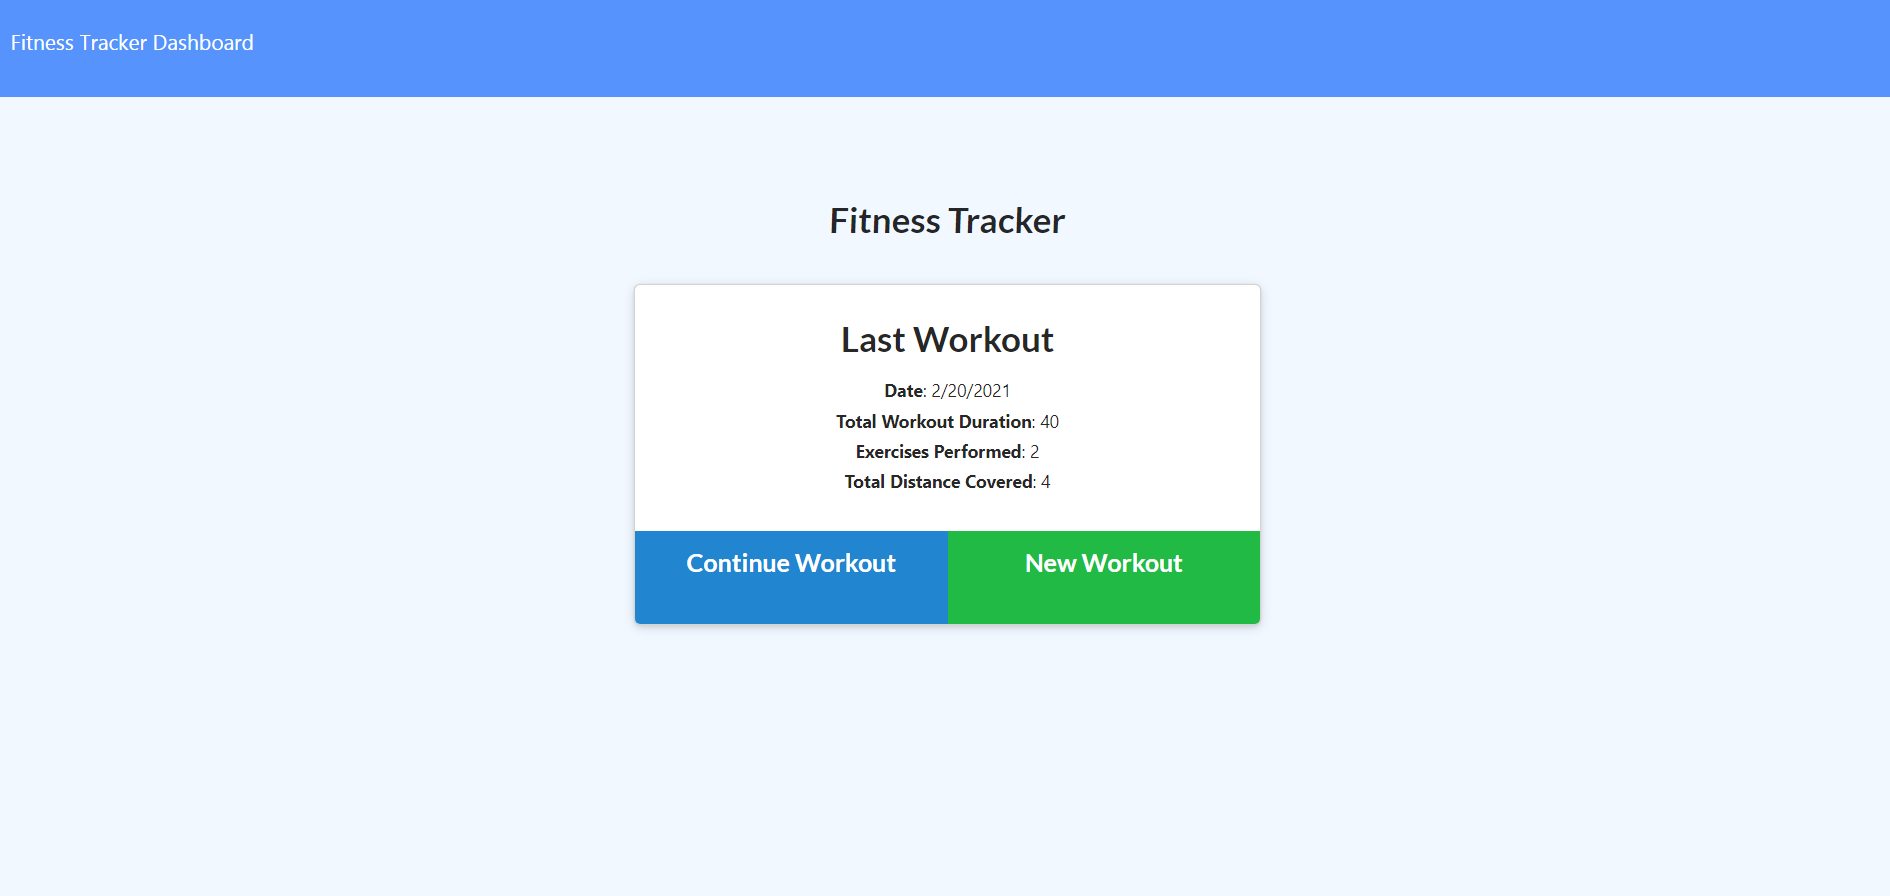 Fitness Tracker Dashboard
Fitness Tracker
Last Workout
Date: 2/20/2021
Total Workout Duration: 40
Exercises Performed: 2
Total Distance Covered: 4
Continue Workout
New Workout